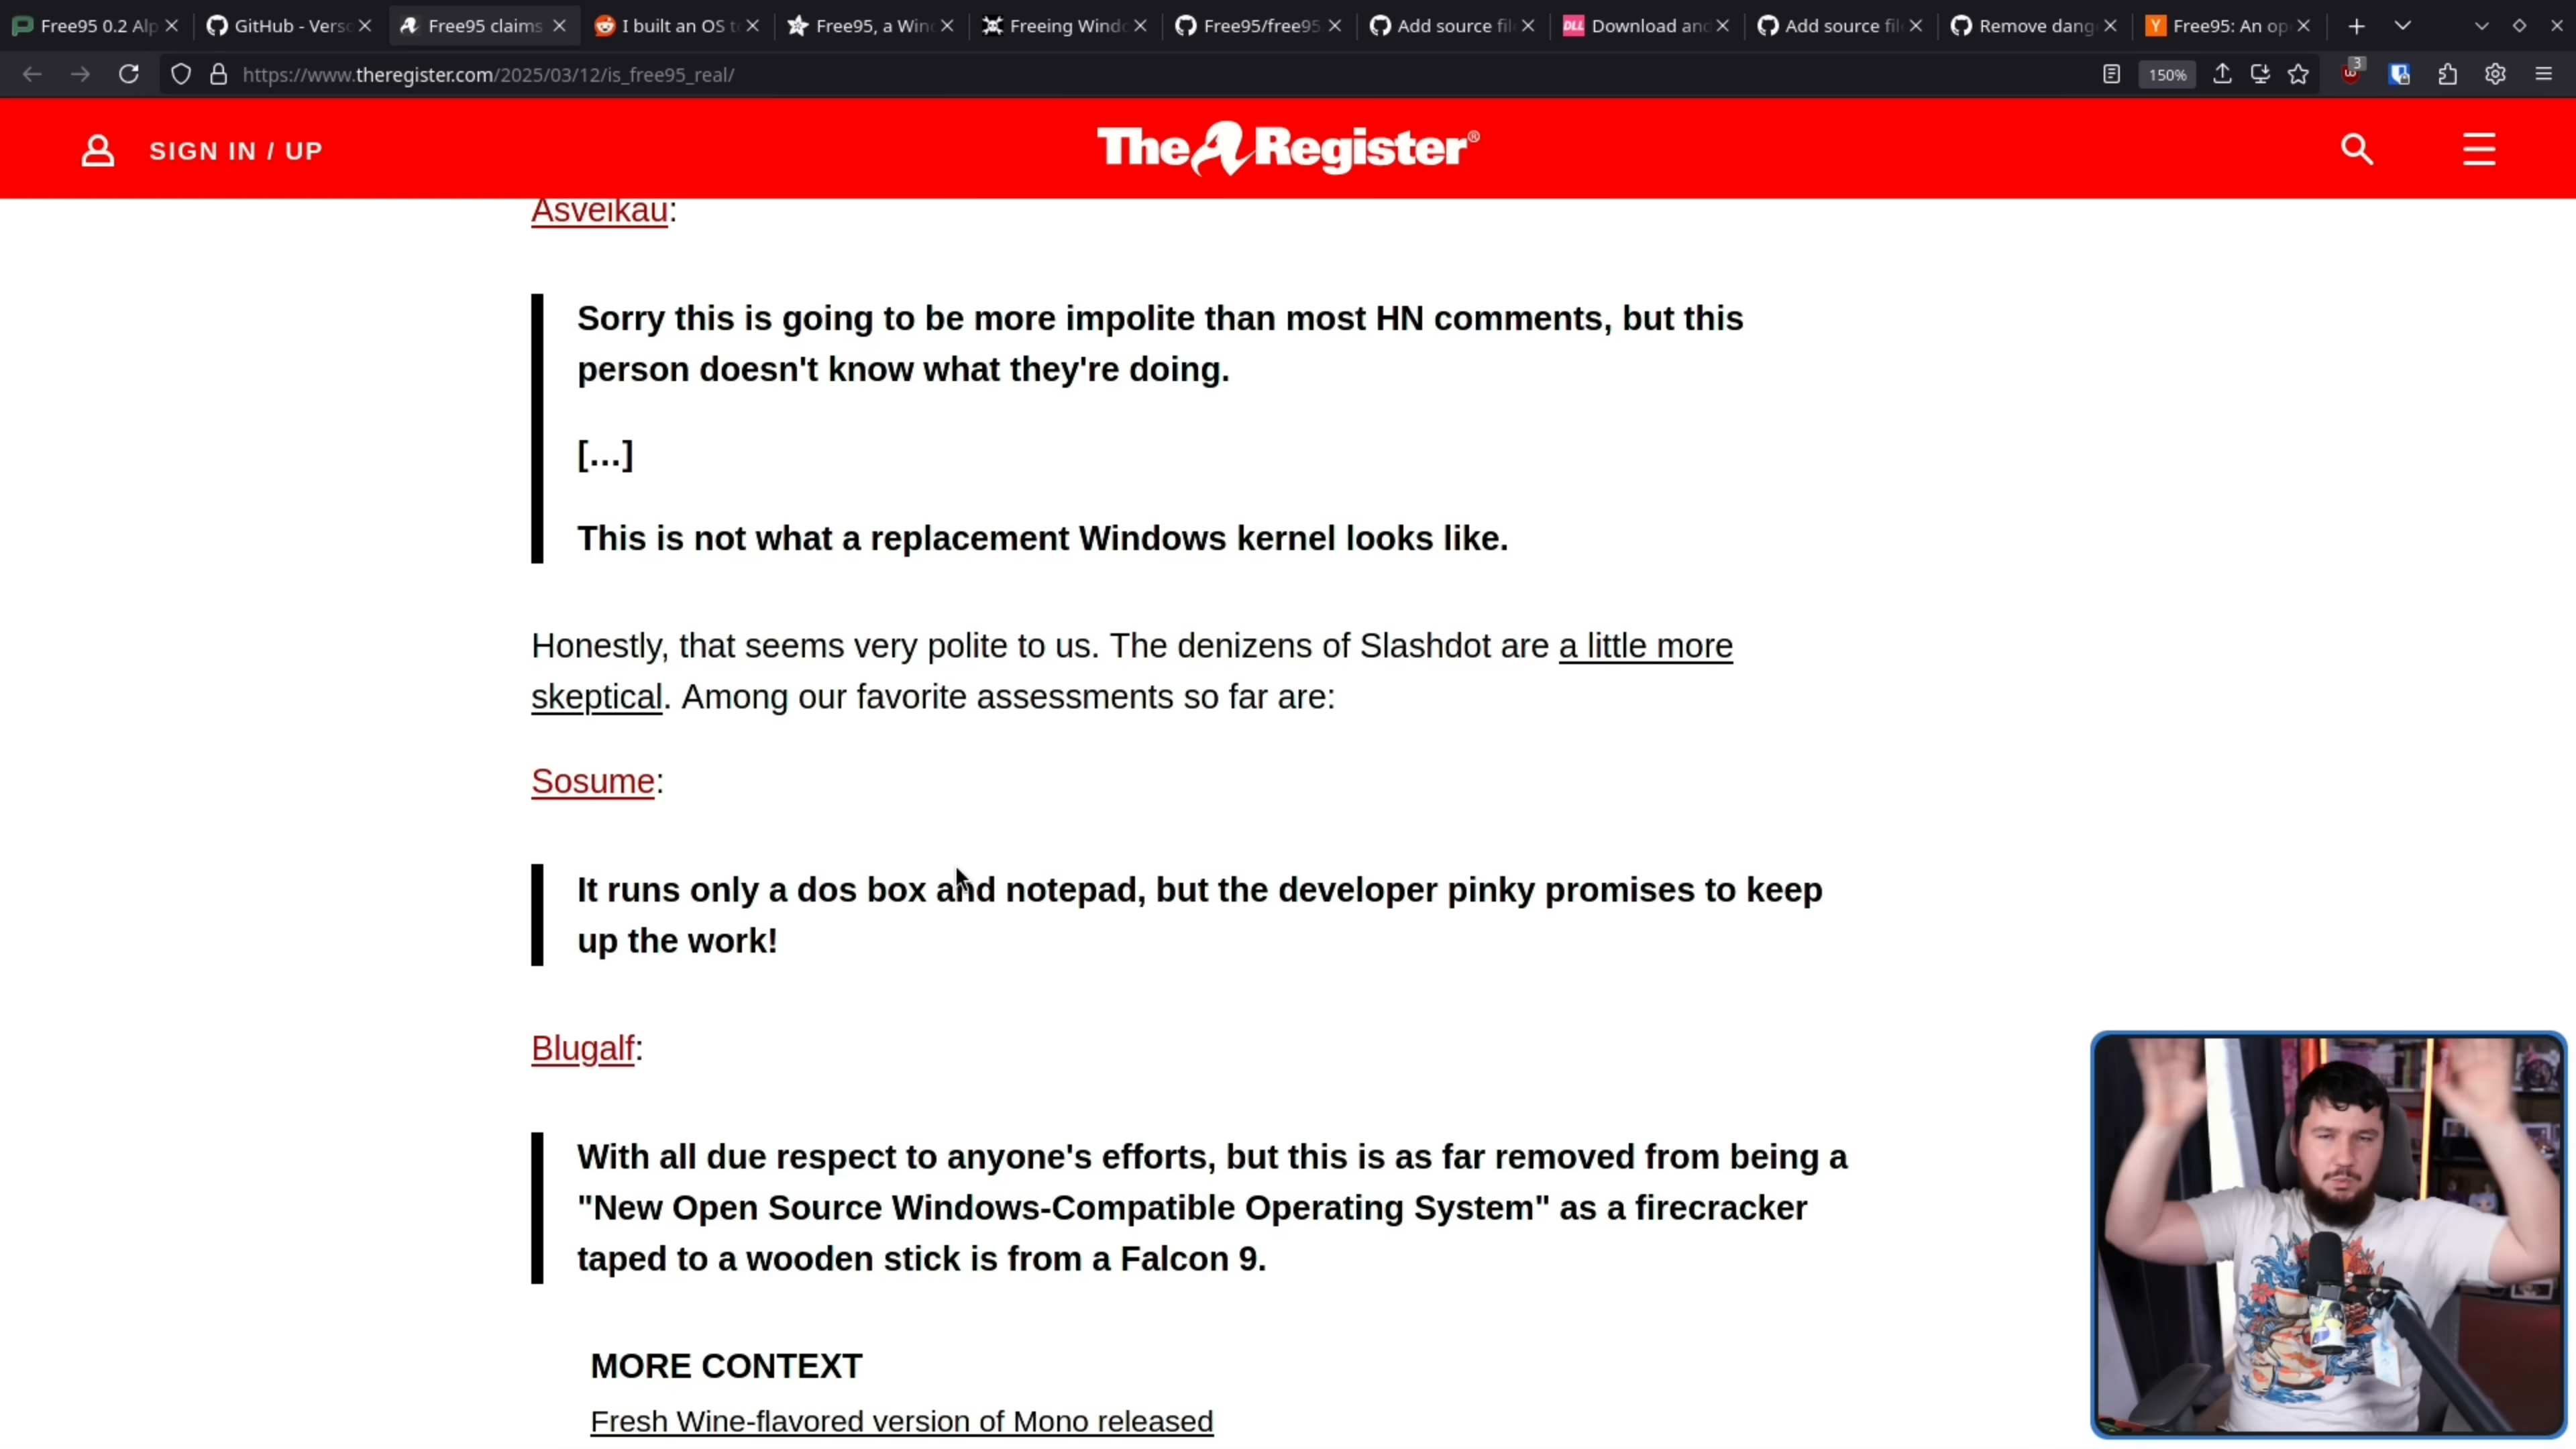 Free95 0.2 Alp
GitHub - Verso
Free95 claims
I built an OS t
Free95, a Win
Freeing Windo
Free95/free95
Add source fil
DLL
Download and
Add source fil
Remove dang
Y
Free95: An op
https://www.theregister.com/2025/03/12/is_free95_real/
150%
3
SIGN IN / UP
The Register®
Asveikau:
Sorry this is going to be more impolite than most HN comments, but this
person doesn't know what they're doing.
[...]
This is not what a replacement Windows kernel looks like.
Honestly, that seems very polite to us. The denizens of Slashdot are a little more
skeptical. Among our favorite assessments so far are:
Sosume:
It runs only a dos box and notepad, but the developer pinky promises to keep
up the work!
Blugalf:
With all due respect to anyone's efforts, but this is as far removed from being a
"New Open Source Windows-Compatible Operating System" as a firecracker
taped to a wooden stick is from a Falcon 9.
MORE CONTEXT
Fresh Wine-flavored version of Mono released